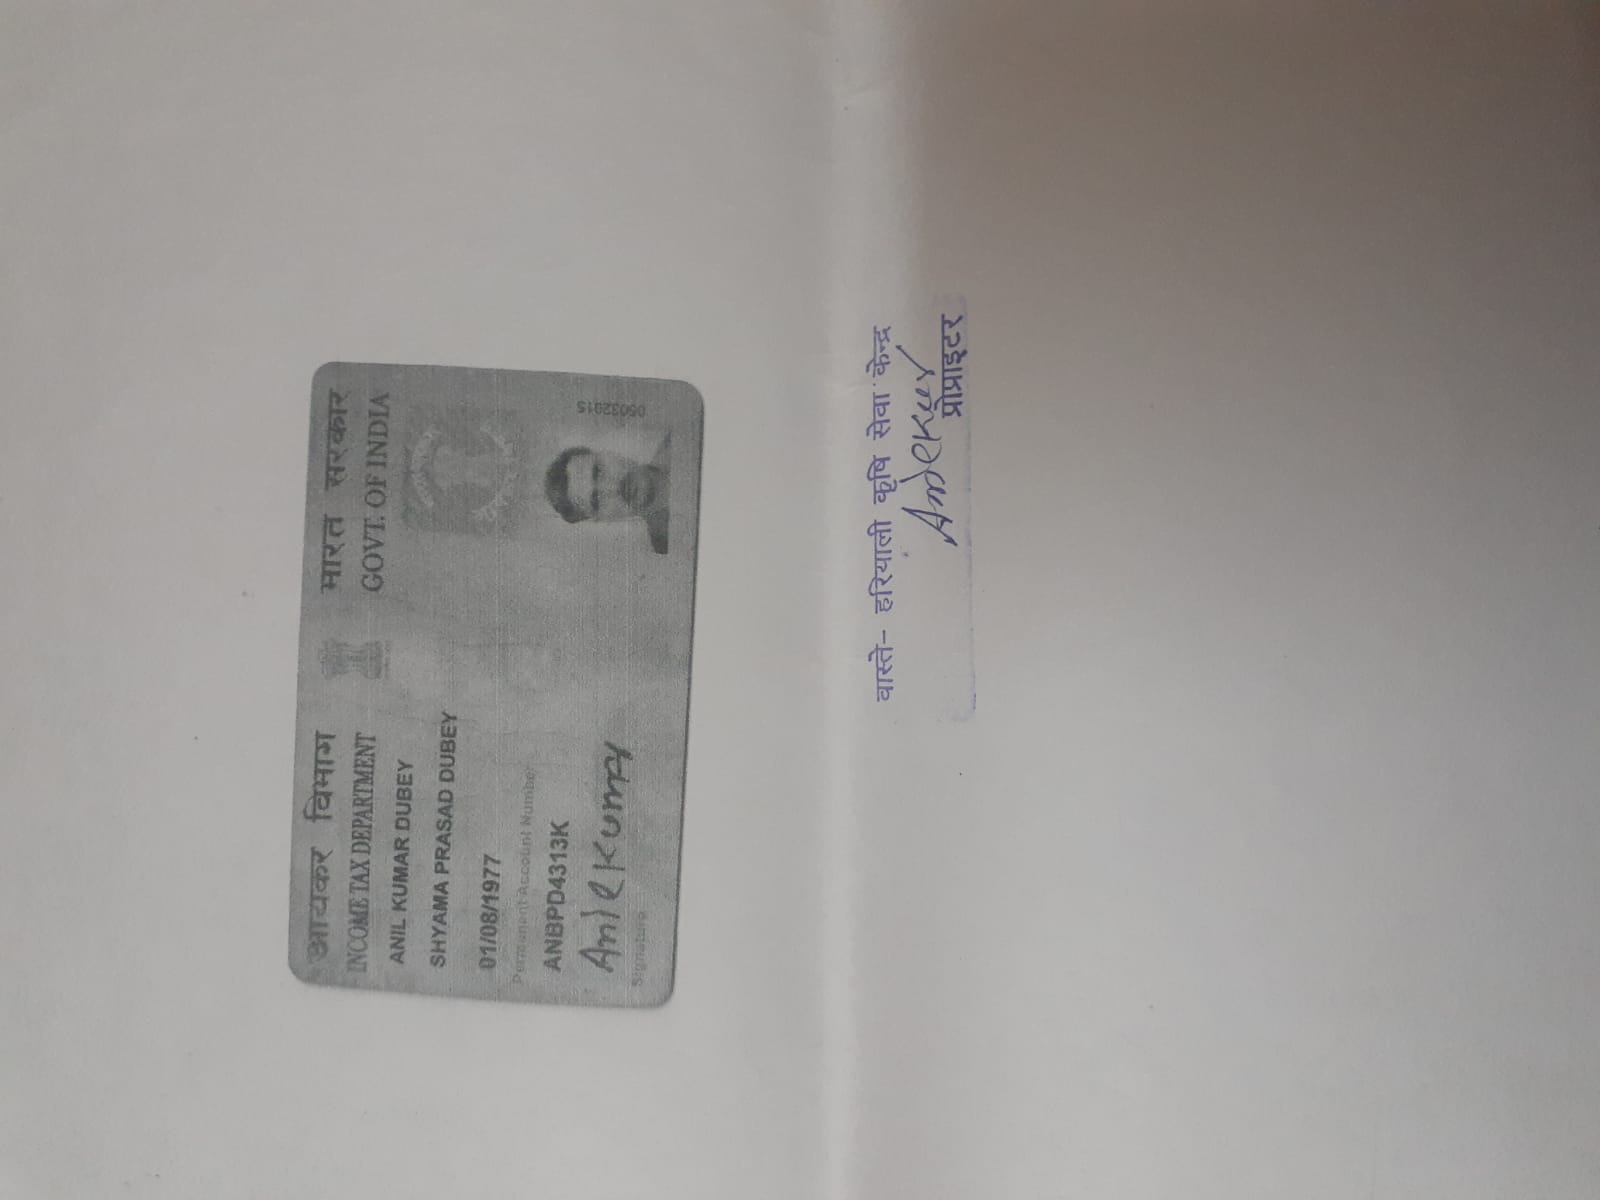 आयकर विभाग
INCOME TAX DEPARTMENT
भारत सरकार
GOVT. OF INDIA
ANIL KUMAR DUBEY
SHYAMA PRASAD DUBEY
01/08/1977
Permanent Account Number
ANBPD4313K
Anil Kumar
Signature
05032015
वास्ते- हरियाली कृषि सेवा केन्द्र
प्रोप्राइटर